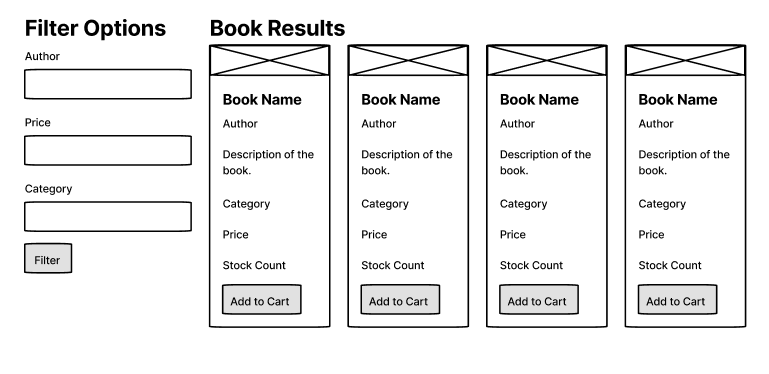 Filter Options
Author
Price
Category
Filter
Book Results
Book Name
Author
Description of the
book.
Category
Price
Stock Count
Add to Cart
Book Name
Author
Description of the
book.
Category
Price
Stock Count
Add to Cart
Book Name
Author
Description of the
book.
Category
Price
Stock Count
Add to Cart
Book Name
Author
Description of the
book.
Category
Price
Stock Count
Add to Cart